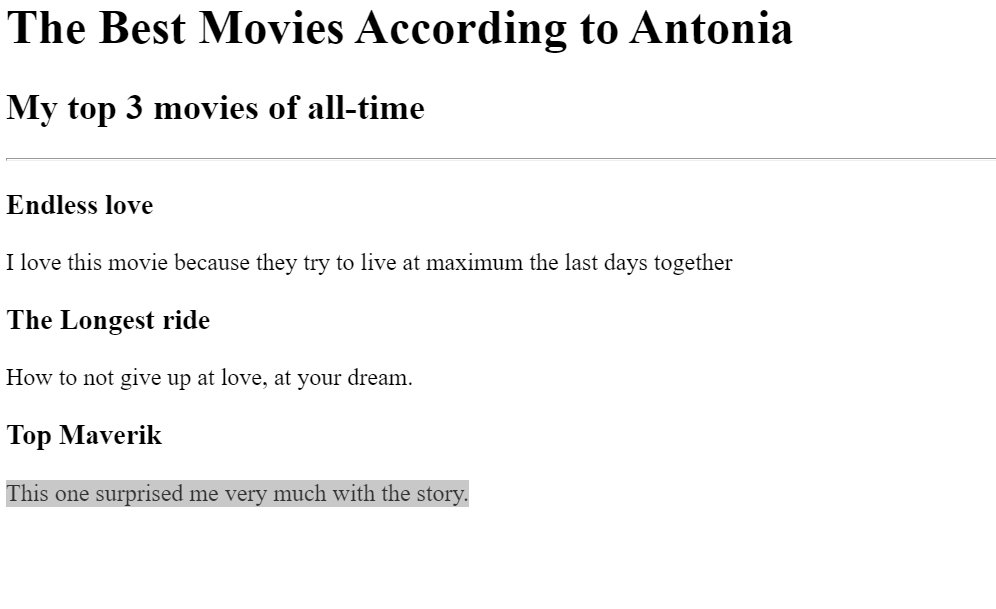 The Best Movies According to Antonia
My top 3 movies of all-time
Endless love
I love this movie because they try to live at maximum the last days together
The Longest ride
How to not give up at love, at your dream.
Top Maverik
This one surprised me very much with the story.